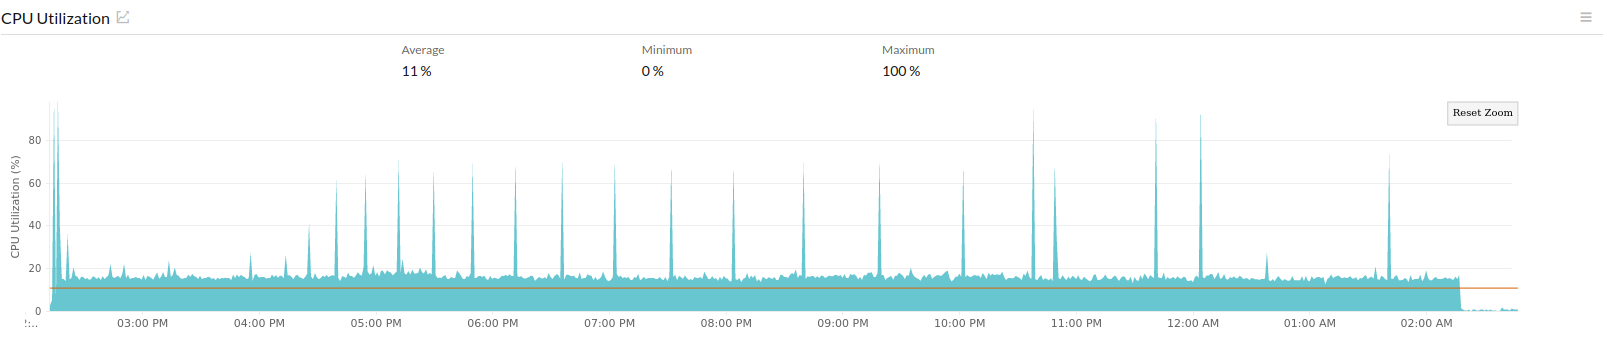 CPU Utilization
Average Minimum Maximum
11 % 0 % 100 %
Reset Zoom
CPU Utilization (%)
80
60
40
20
0
03:00 PM 04:00 PM 05:00 PM 06:00 PM 07:00 PM 08:00 PM 09:00 PM 10:00 PM 11:00 PM 12:00 AM 01:00 AM 02:00 AM